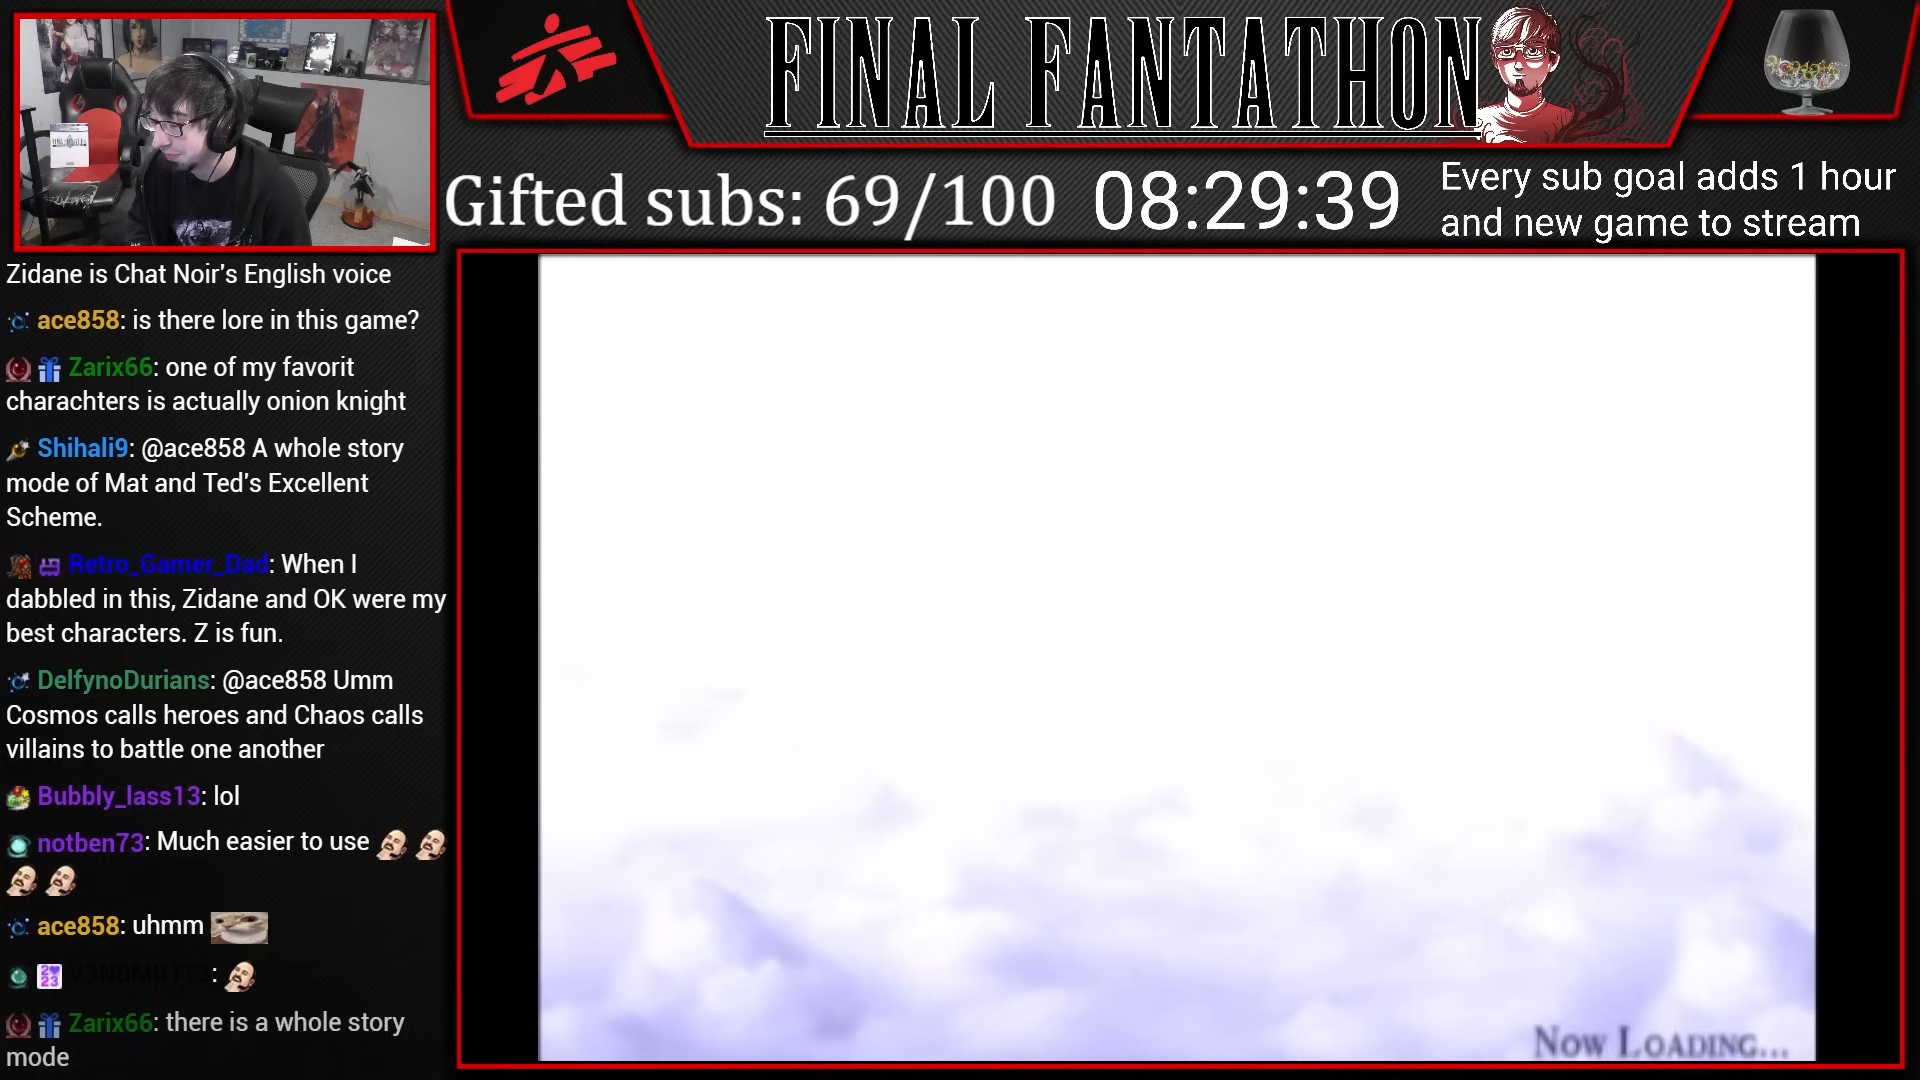 FINAL FANTATHON
Gifted subs: 69/100
08:29:39
Every sub goal adds 1 hour
and new game to stream
Zidane is Chat Noir's English voice
ace858: is there lore in this game?
Zarix66: one of my favorit
charachters is actually onion knight
Shihali9: @ace858 A whole story
mode of Mat and Ted's Excellent
Scheme.
Retro_Gamer_Dad: When I
dabbled in this, Zidane and OK were my
best characters. Z is fun.
DelfynoDurians: @ace858 Umm
Cosmos calls heroes and Chaos calls
villains to battle one another
Bubbly_lass13: lol
notben73: Much easier to use
ace858: uhmm
:
Zarix66: there is a whole story
mode
Now Loading...